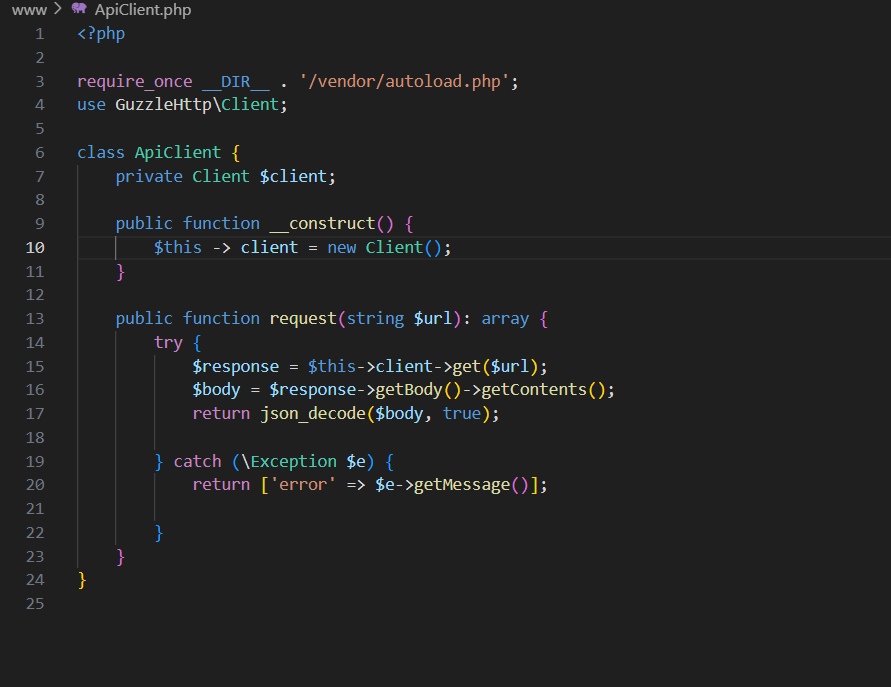 www > ApiClient.php
1 <?php
2
3 require_once __DIR__ . '/vendor/autoload.php';
4 use GuzzleHttp\Client;
5
6 class ApiClient {
7     private Client $client;
8
9     public function __construct() {
10         $this -> client = new Client();
11     }
12
13     public function request(string $url): array {
14         try {
15             $response = $this->client->get($url);
16             $body = $response->getBody()->getContents();
17             return json_decode($body, true);
18
19         } catch (\Exception $e) {
20             return ['error' => $e->getMessage()];
21
22         }
23     }
24 }
25